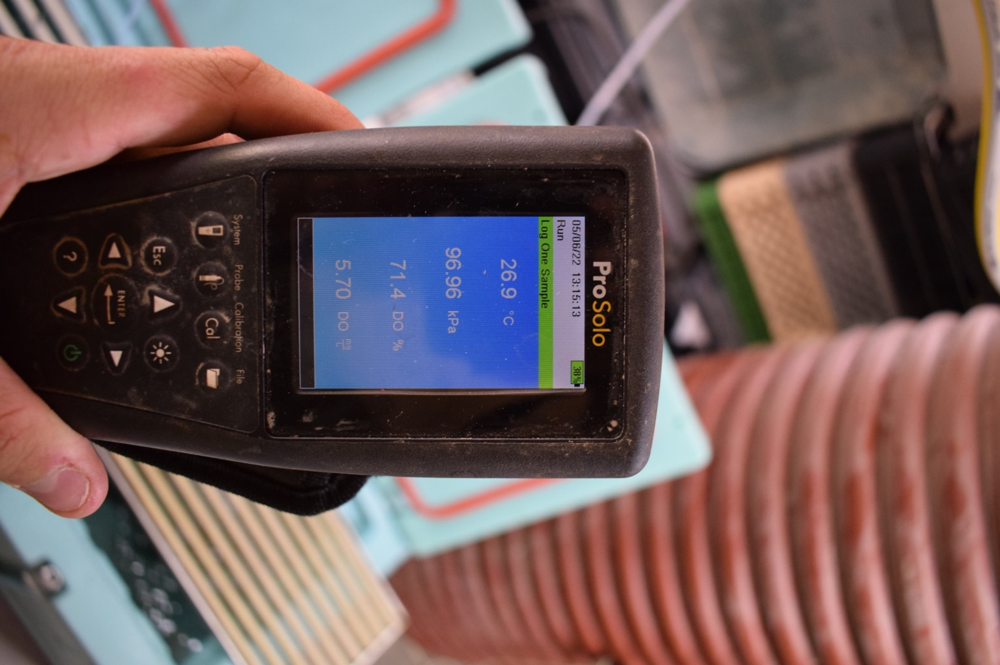 ProSolo
05/06/22 13:15:13 38%
Run
Log One Sample
26.9 °C
96.96 kPa
71.4 DO %
5.70 DO mg/L
System Probe Calibration File
Cal
Esc
ENTER
?